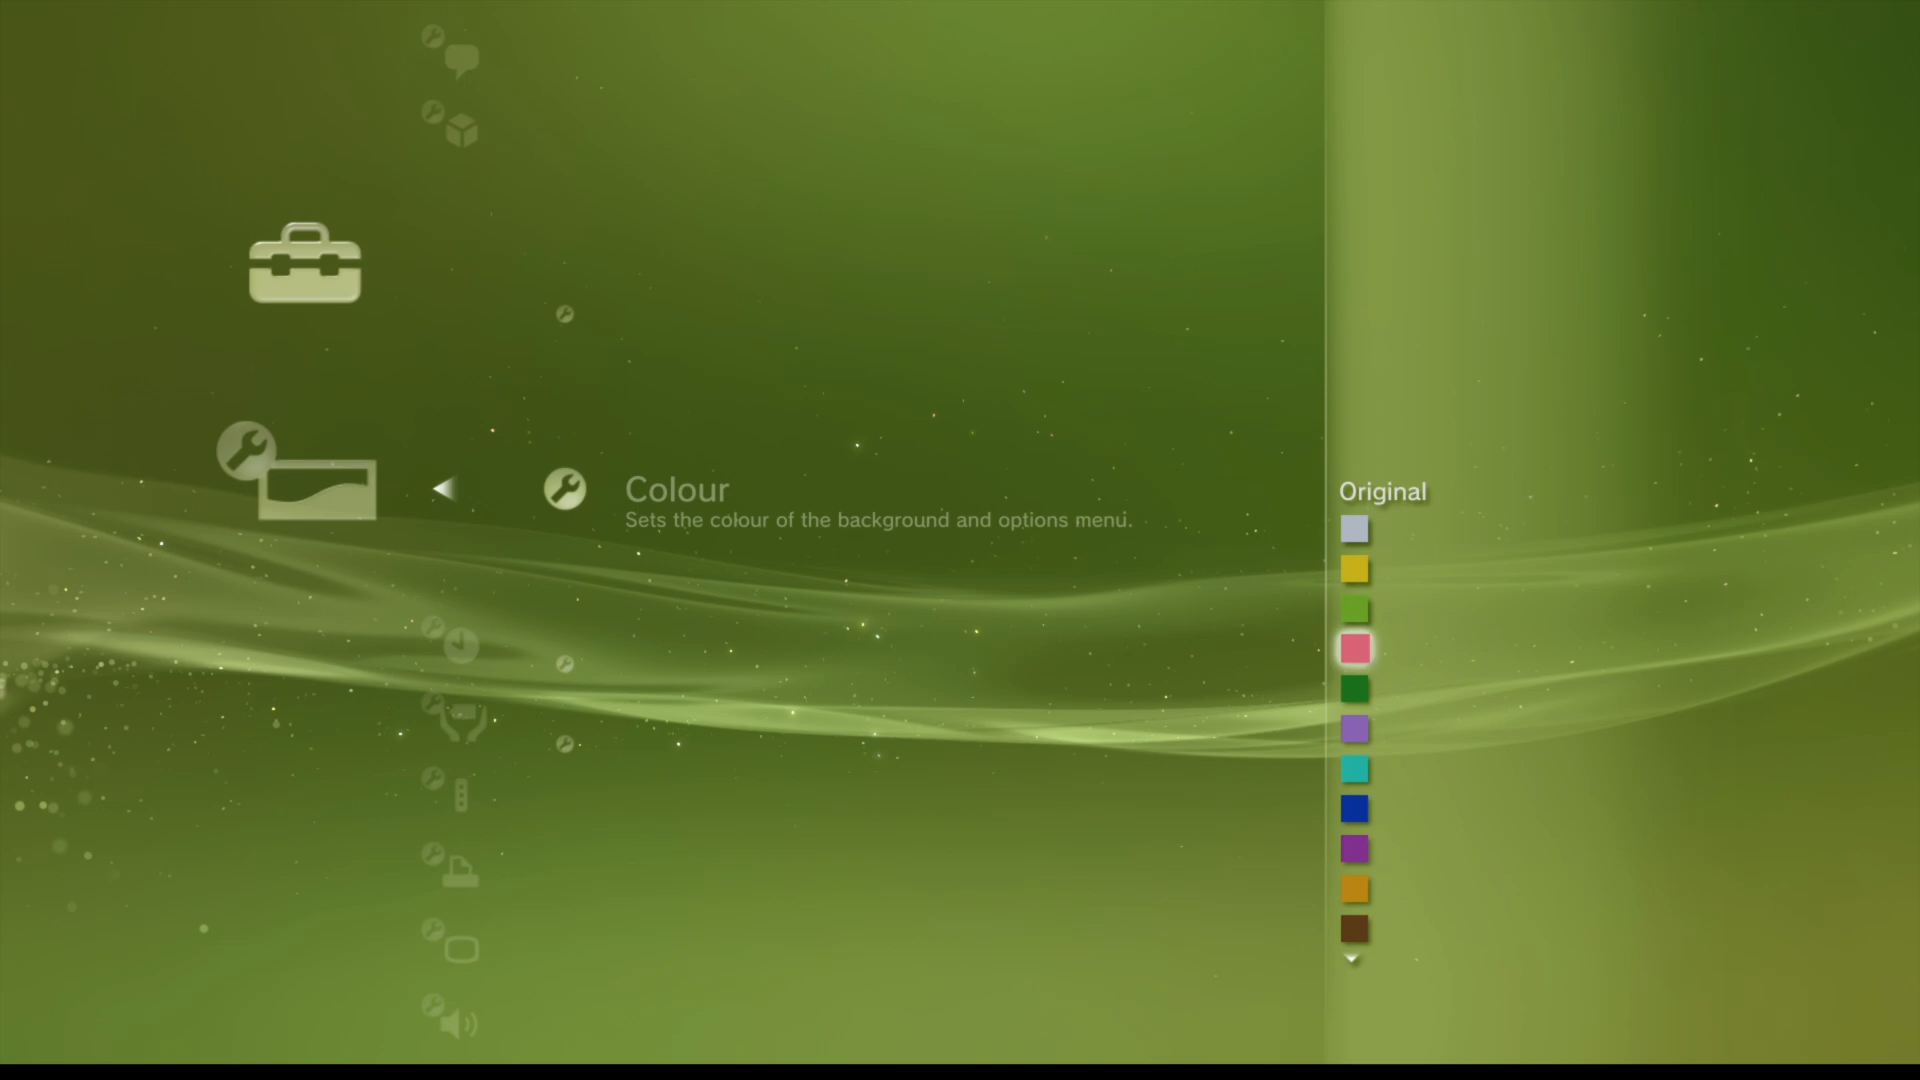 Colour
Sets the colour of the background and options menu.
Original